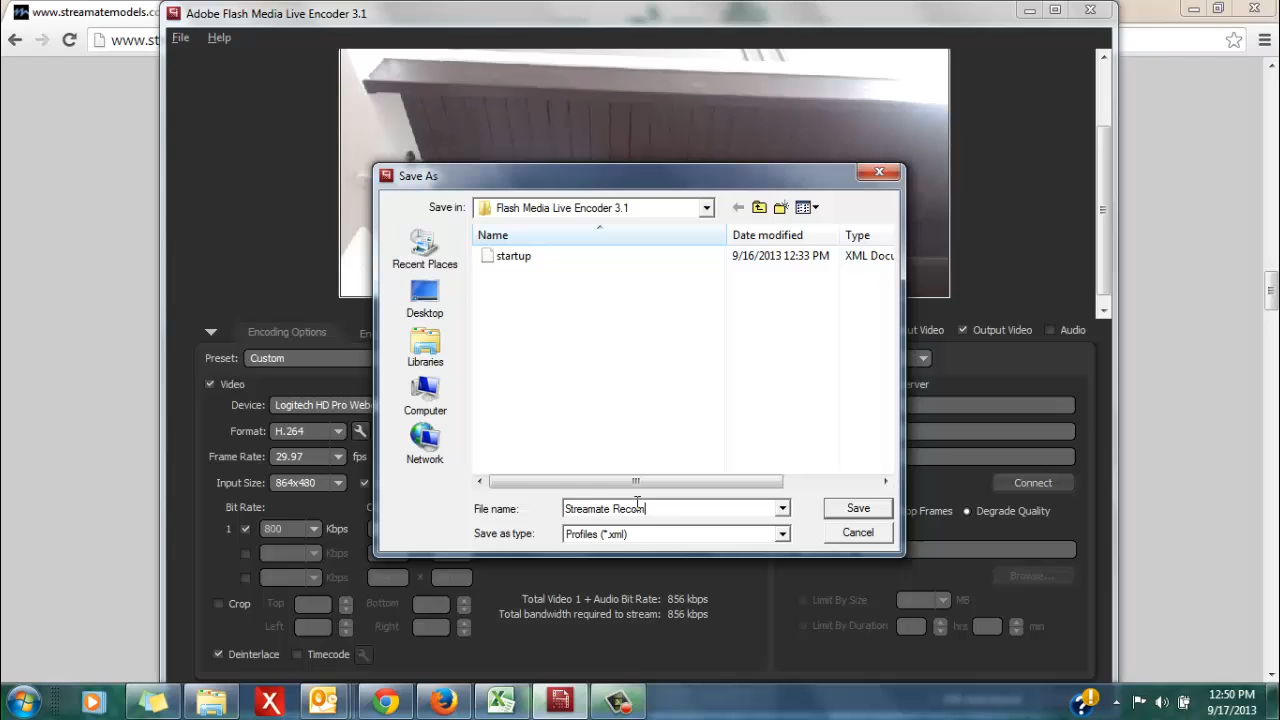 www.streamatemodels.c
Adobe Flash Media Live Encoder 3.1
www.st
File Help
Save As
Save in: Flash Media Live Encoder 3.1
Name Date modified Type
startup 9/16/2013 12:33 PM XML Docu
Recent Places
Desktop
Libraries
Computer
Network
File name: Streamate Recom Save
Save as type: Profiles (*.xml) Cancel
Encoding Options En
ut Video Output Video Audio
Preset: Custom
Video
erver
Device: Logitech HD Pro Web
Format: H.264
Frame Rate: 29.97 fps
Input Size: 864x480
Connect
Bit Rate:
1 800 Kbps
op Frames Degrade Quality
Kbps
Kbps x
Browse...
Crop Top Bottom
Left Right
Total Video 1 + Audio Bit Rate: 856 kbps
Total bandwidth required to stream: 856 kbps
Limit By Size MB
Limit By Duration hrs min
Deinterlace Timecode
12:50 PM
9/17/2013